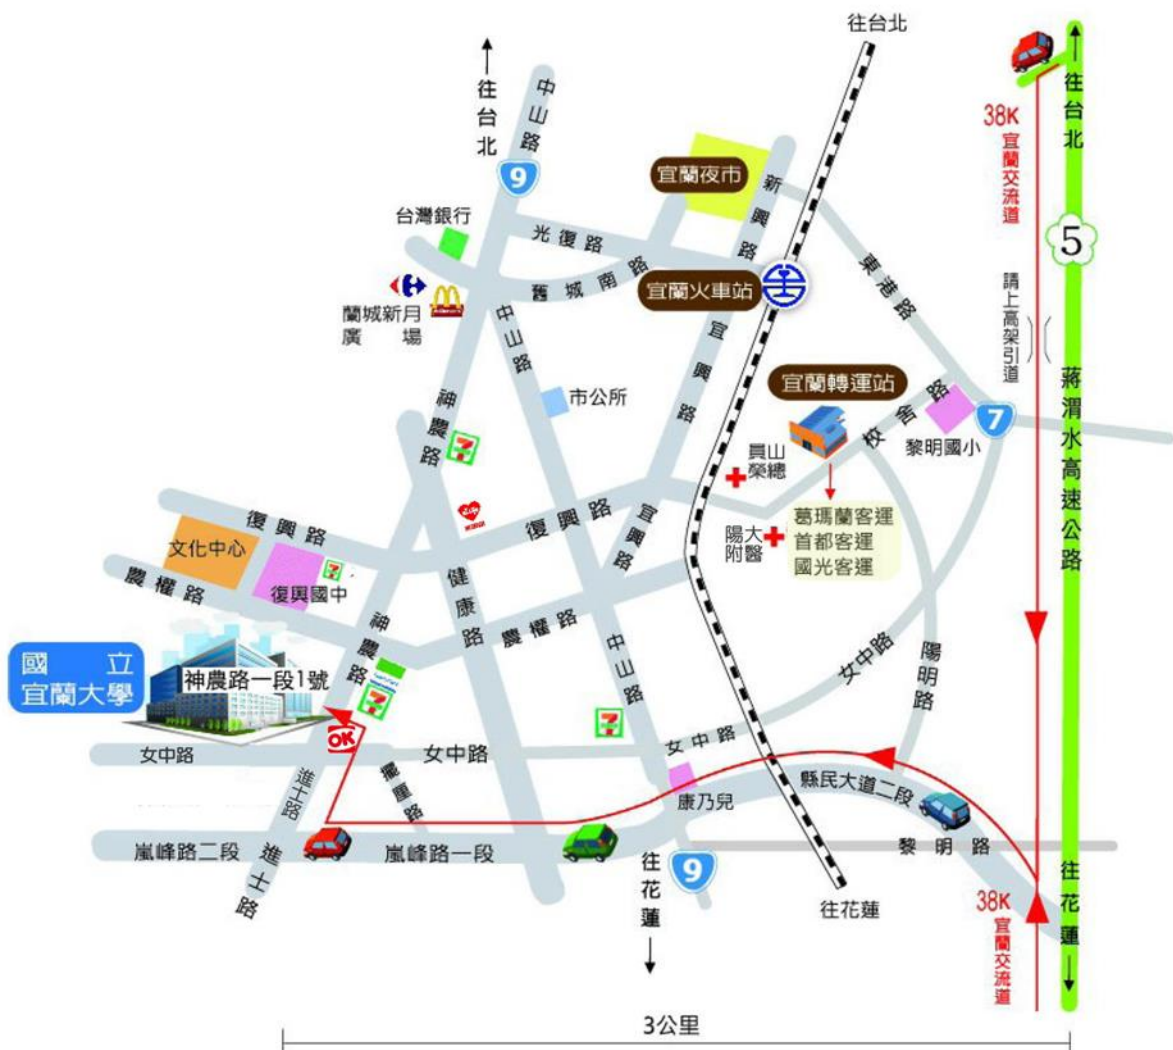 往台北
往台北
中山路
9
38K
宜蘭交流道
往台北
宜蘭夜市
新興路
台灣銀行
光復路
5
東港路
舊城南路
宜蘭火車站
McDonald's
蘭城新月
廣場
中山路
宜興路
請上高架引道
宜蘭轉運站
蔣渭水高速公路
市公所
神農路
7
校舍路
黎明國小
7
員山
榮總
復興路
復興路
宜興路
陽大
附醫
葛瑪蘭客運
首都客運
國光客運
文化中心
復興國中
7
農權路
健康路
農權路
神農路
中山路
女中路
陽明路
國立
宜蘭大學
神農路一段1號
7
OK
7
女中路
女中路
女中路
進士路
擺厘路
康乃兒
縣民大道二段
嵐峰路二段
嵐峰路一段
黎明路
進士路
往花蓮
9
往花蓮
38K
宜蘭交流道
往花蓮
3公里